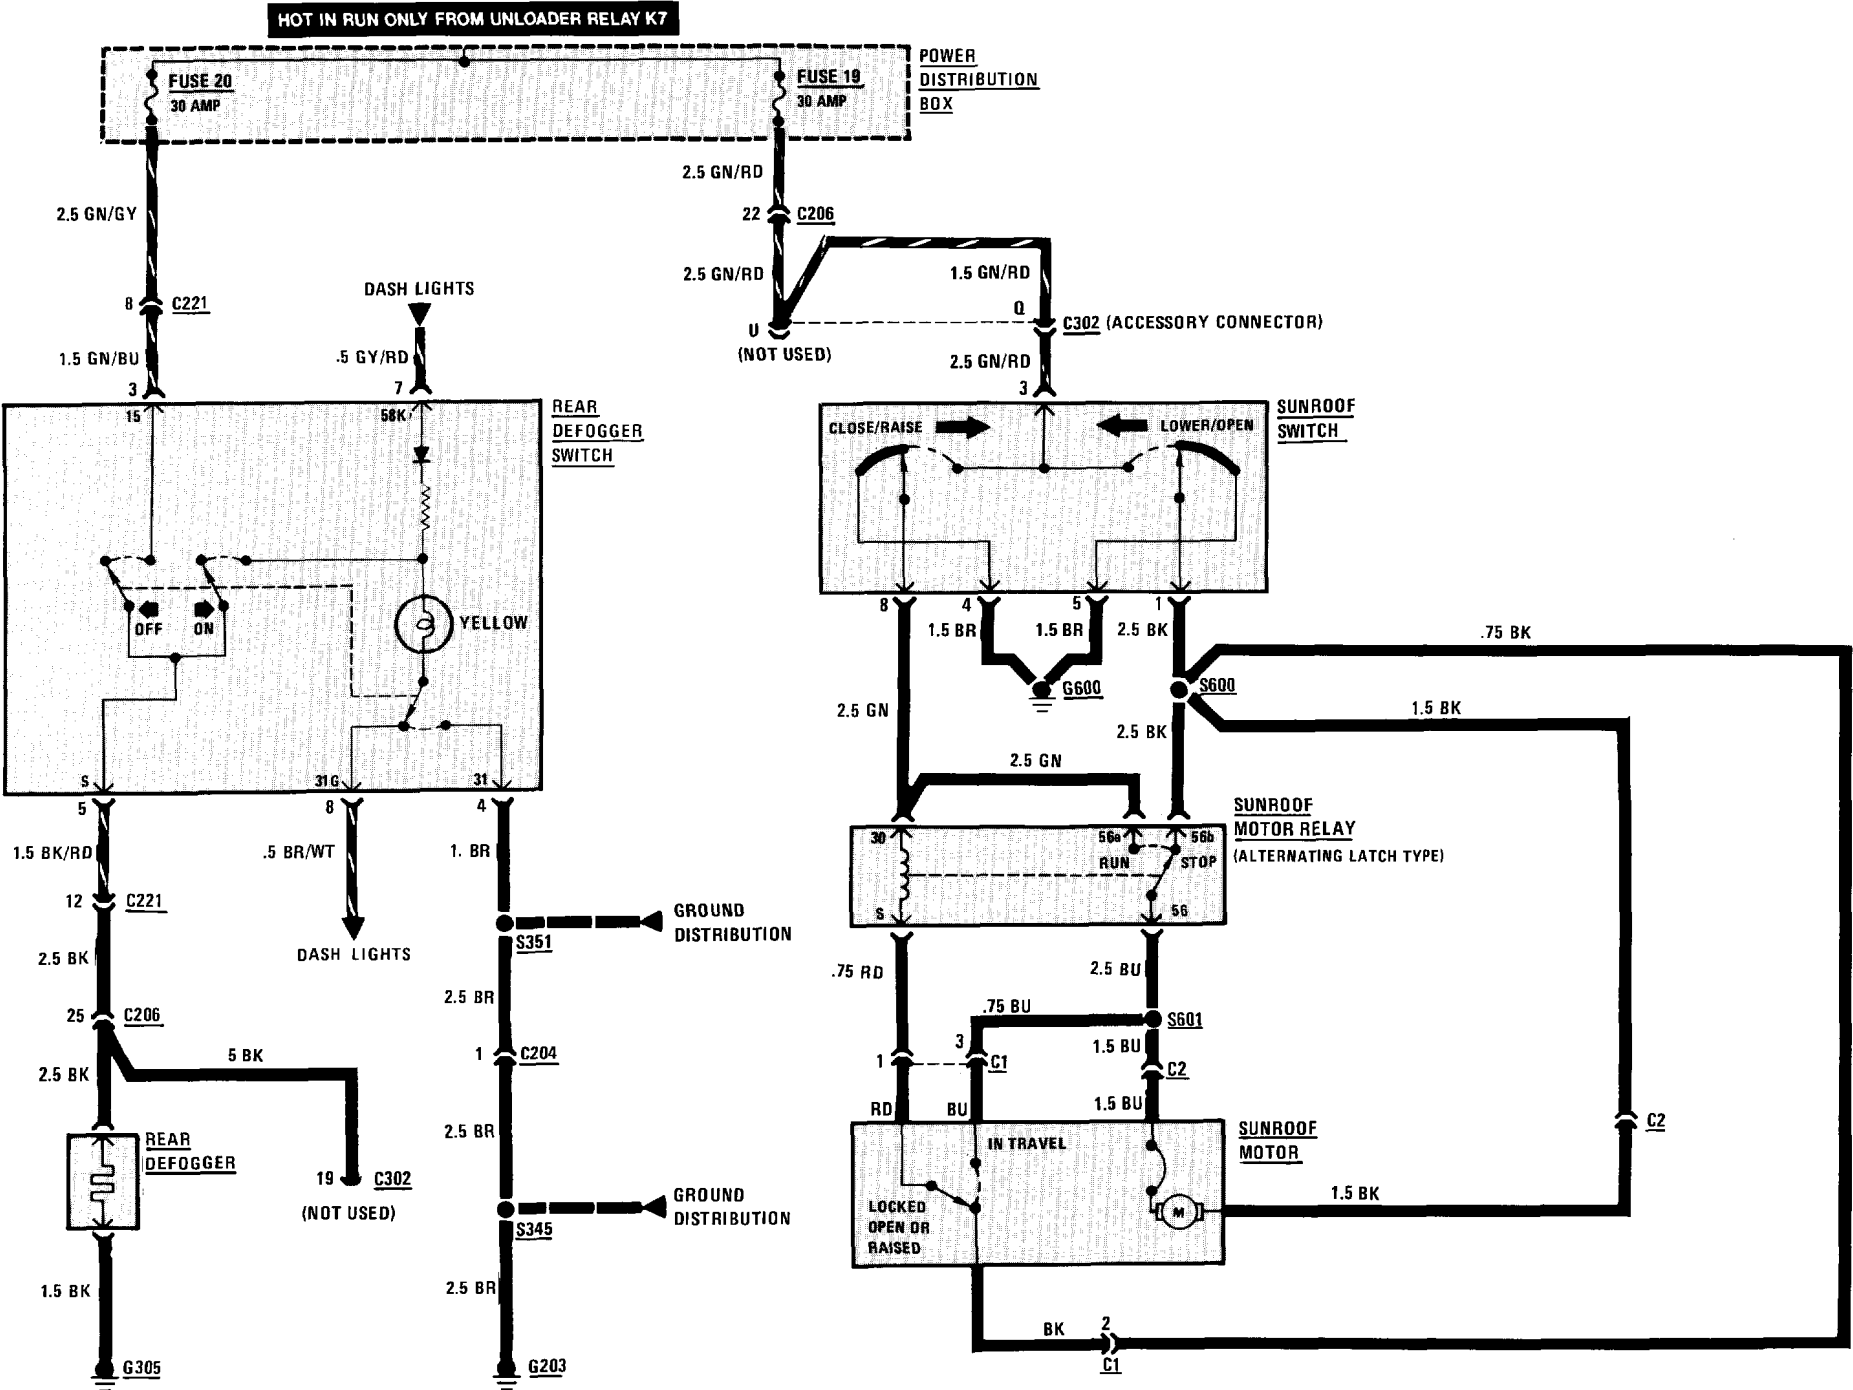 HOT IN RUN ONLY FROM UNLOADER RELAY K7
POWER
DISTRIBUTION
BOX
FUSE 20
30 AMP
FUSE 19
30 AMP
2.5 GN/RD
2.5 GN/GY
22
C206
2.5 GN/RD
1.5 GN/RD
DASH LIGHTS
8
C221
Q
U
C302 (ACCESSORY CONNECTOR)
(NOT USED)
1.5 GN/BU
.5 GY/RD
2.5 GN/RD
3
7
3
15
58K
REAR
DEFOGGER
SWITCH
SUNROOF
SWITCH
CLOSE/RAISE
LOWER/OPEN
OFF
ON
YELLOW
8
4
5
1
1.5 BR
1.5 BR
2.5 BK
.75 BK
G600
S600
2.5 GN
1.5 BK
2.5 BK
2.5 GN
S
31G
31
5
8
4
SUNROOF
MOTOR RELAY
(ALTERNATING LATCH TYPE)
30
56a
56b
RUN
STOP
1.5 BK/RD
.5 BR/WT
1. BR
12
C221
S
56
GROUND
DISTRIBUTION
S351
DASH LIGHTS
2.5 BK
.75 RD
2.5 BU
2.5 BR
.75 BU
25
C206
S601
3
1.5 BU
1
C204
1
C1
C2
5 BK
2.5 BK
RD
BU
1.5 BU
C2
2.5 BR
REAR
DEFOGGER
SUNROOF
MOTOR
IN TRAVEL
19
C302
(NOT USED)
GROUND
DISTRIBUTION
S345
1.5 BK
LOCKED
OPEN OR
RAISED
M
1.5 BK
2.5 BR
BK
2
C1
G305
G203